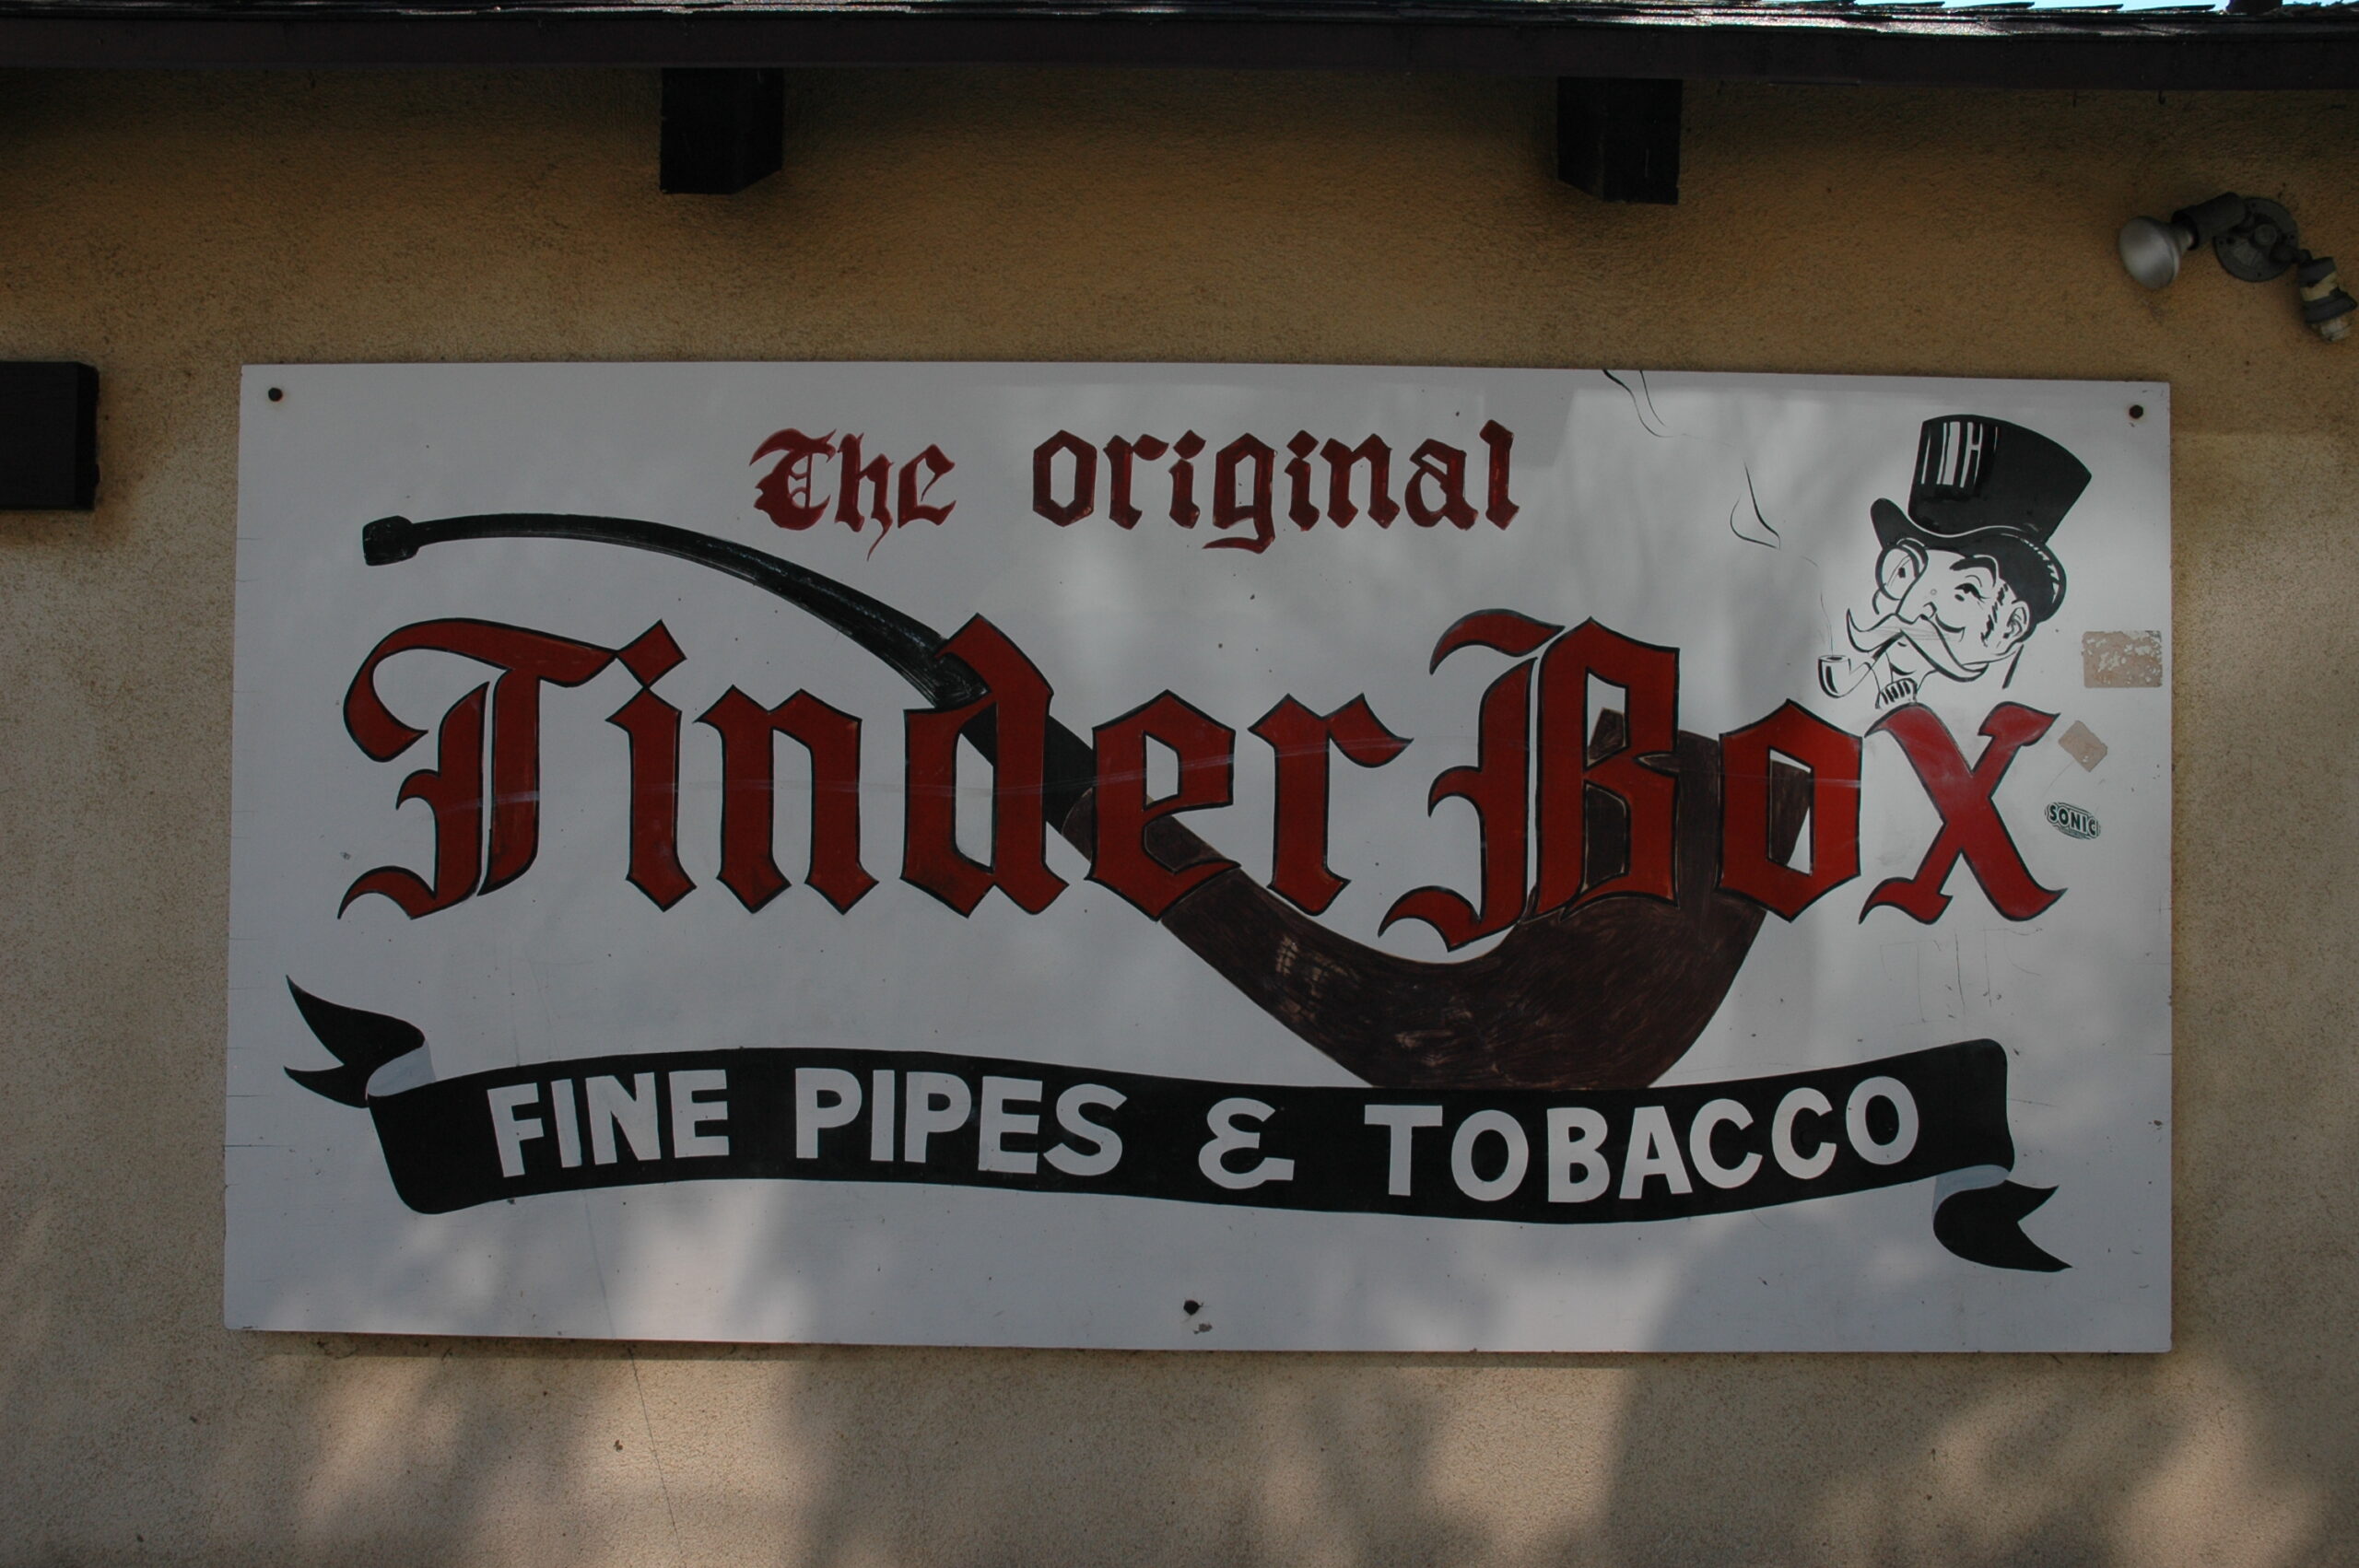 The original
TinderBox
SONIC
FINE PIPES & TOBACCO